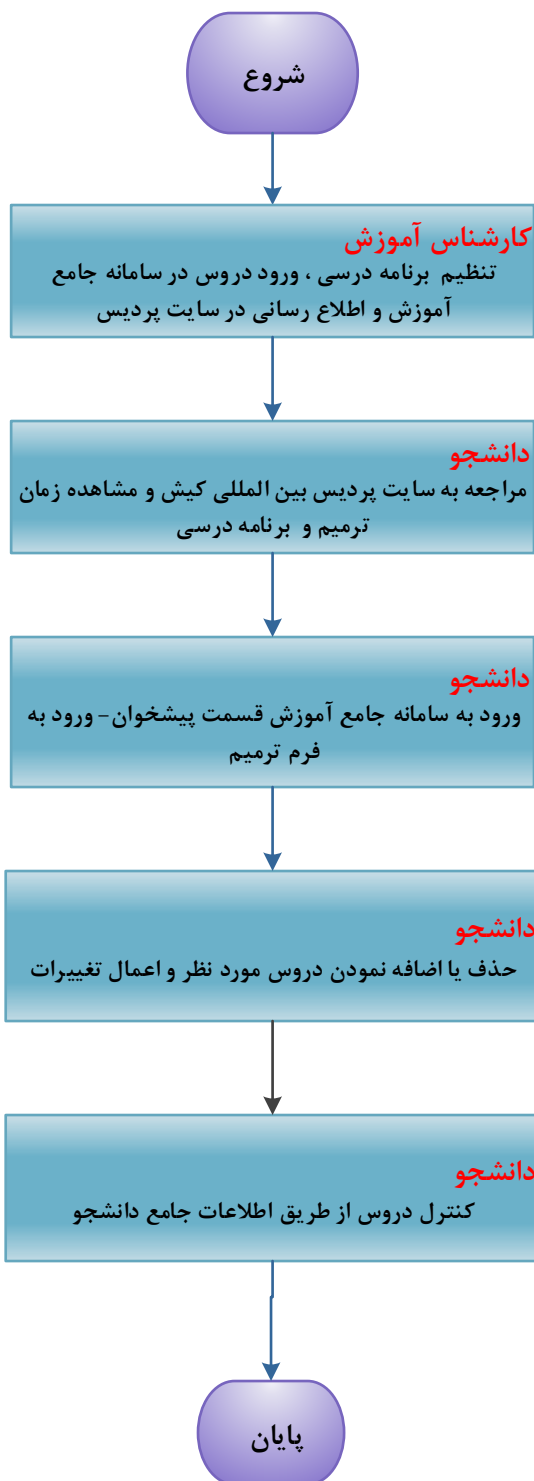 شروع
کارشناس آموزش
تنظیم برنامه درسی ، ورود دروس در سامانه جامع
آموزش و اطلاع رسانی در سایت پردیس
دانشجو
مراجعه به سایت پردیس بین المللی کیش و مشاهده زمان
ترمیم و برنامه درسی
دانشجو
ورود به سامانه جامع آموزش قسمت پیشخوان- ورود به
فرم ترمیم
دانشجو
حذف یا اضافه نمودن دروس مورد نظر و اعمال تغییرات
دانشجو
کنترل دروس از طریق اطلاعات جامع دانشجو
پایان